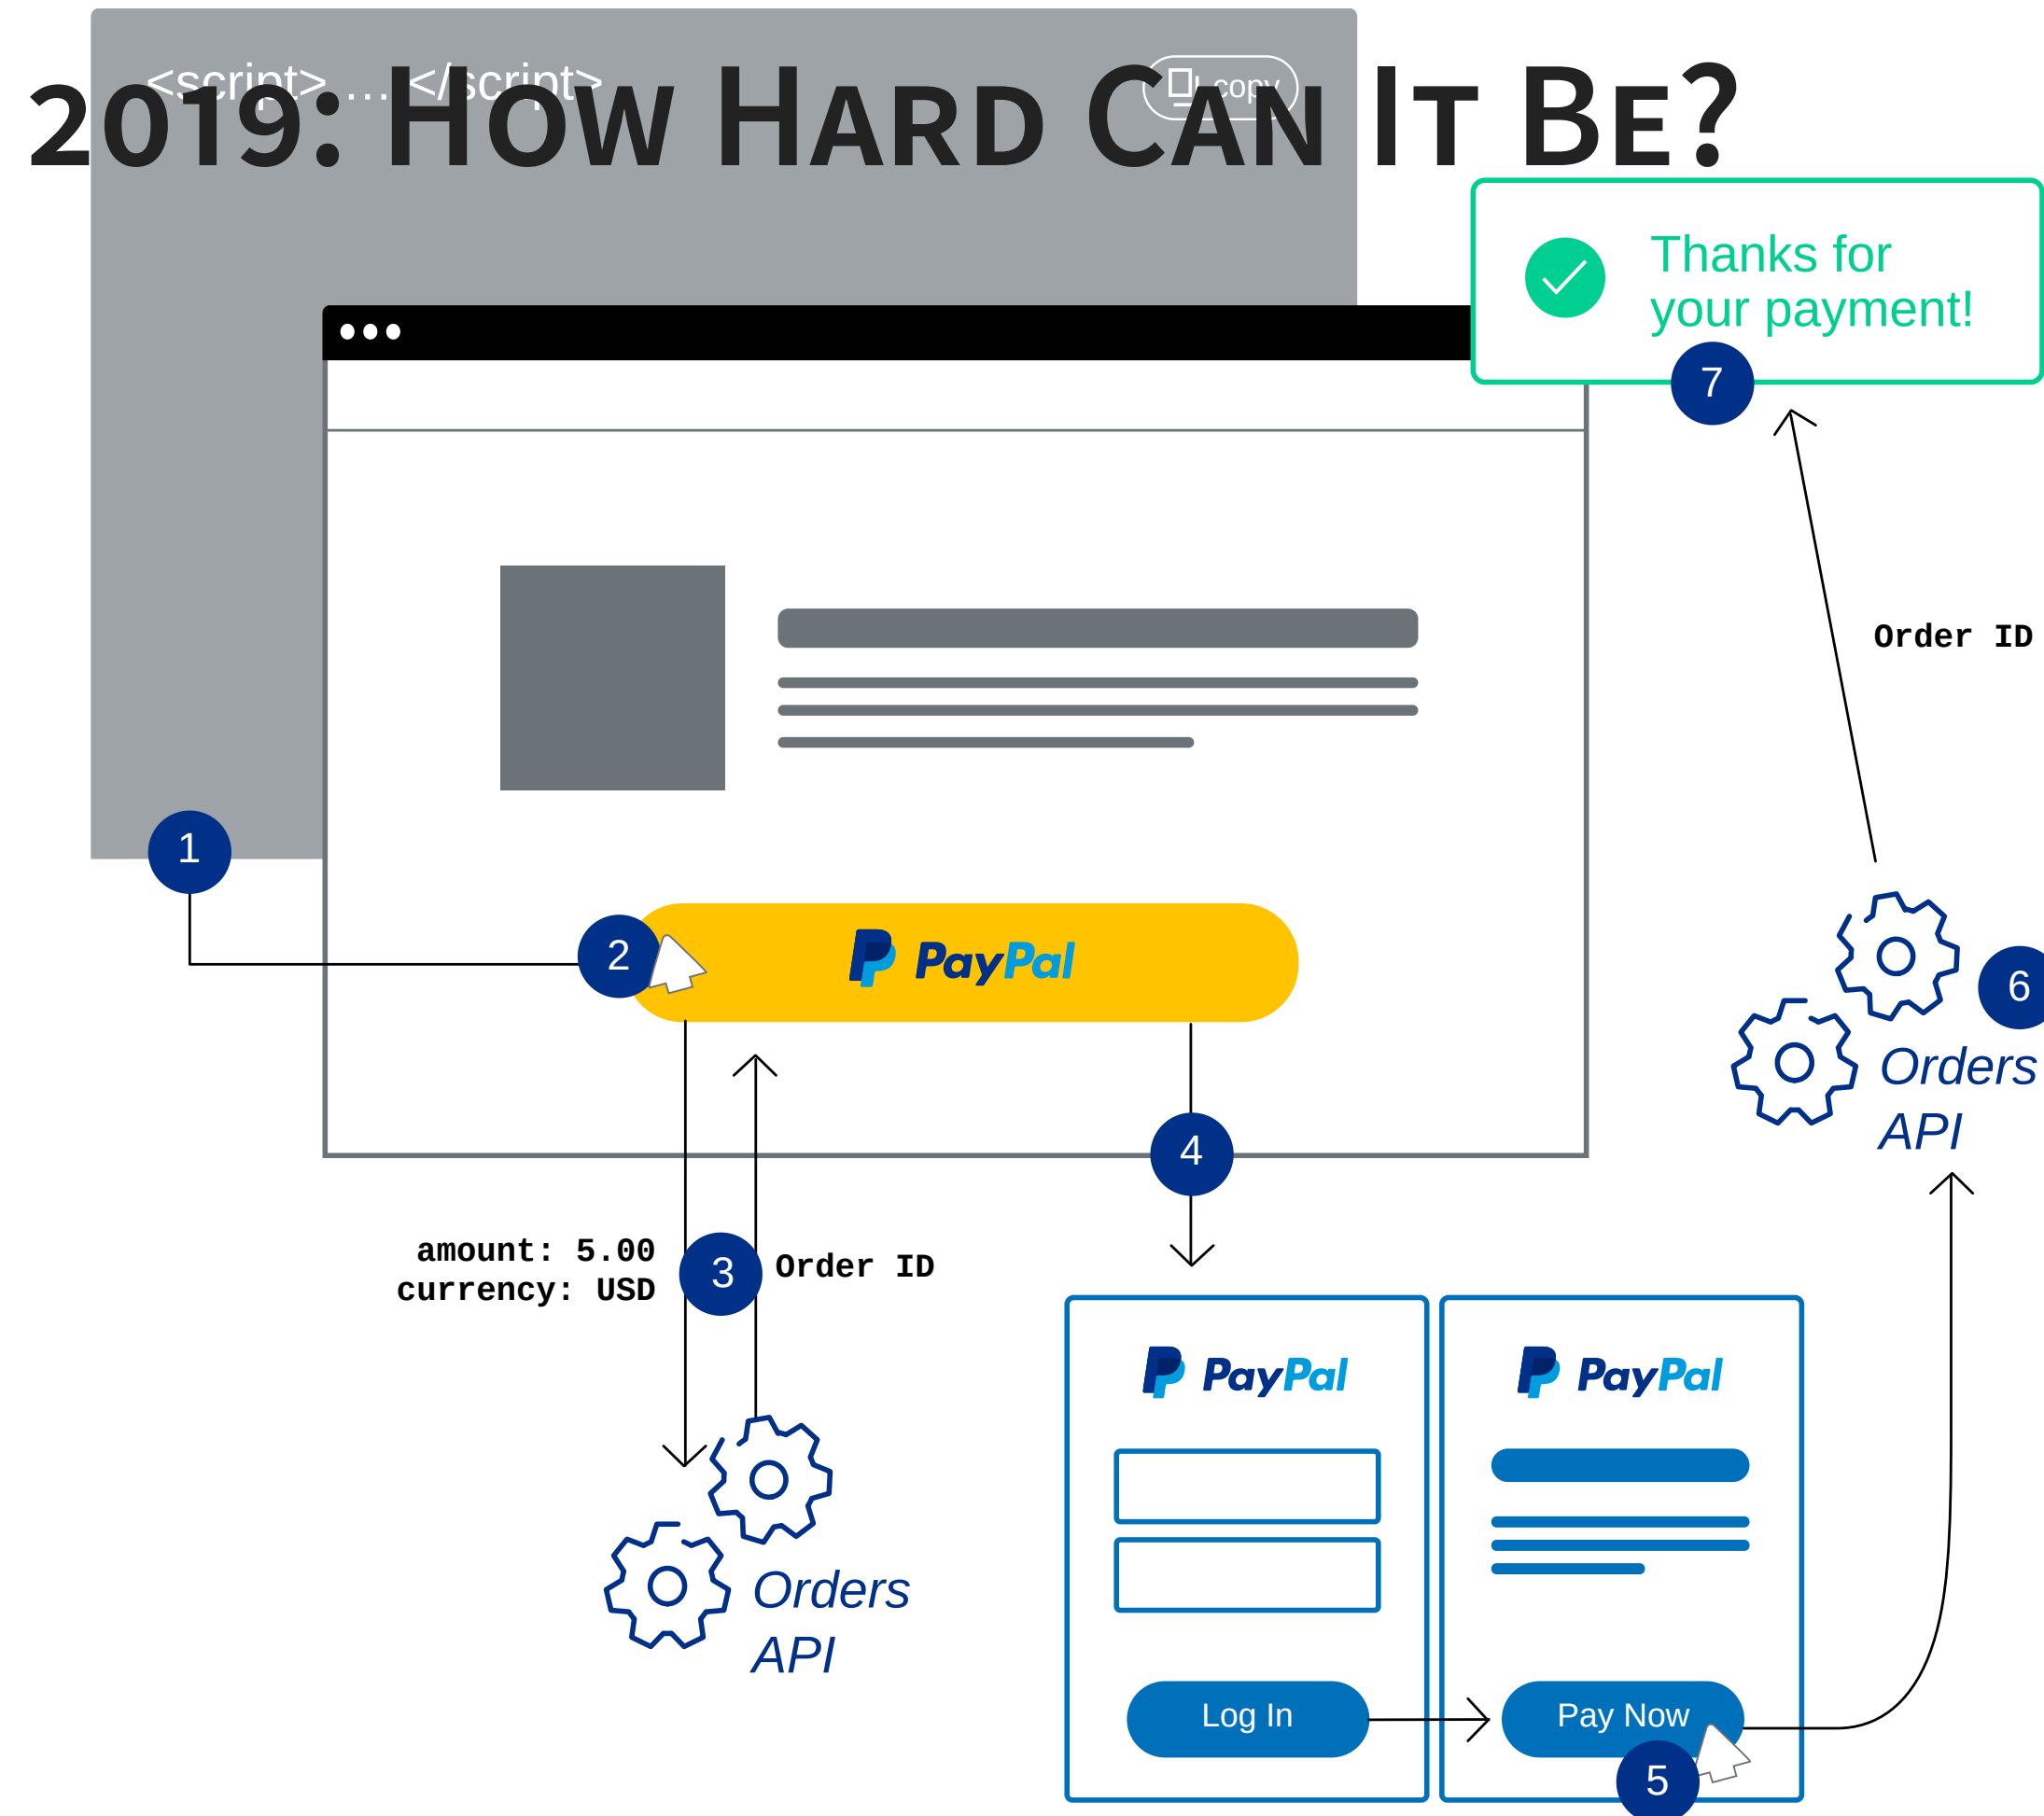 2019: How Hard Can It Be?
<script> ... </script>
copy
Thanks for
your payment!
7
Order ID
1
2
PayPal
6
Orders
API
4
amount: 5.00
currency: USD
3
Order ID
PayPal
PayPal
Orders
API
Log In
Pay Now
5